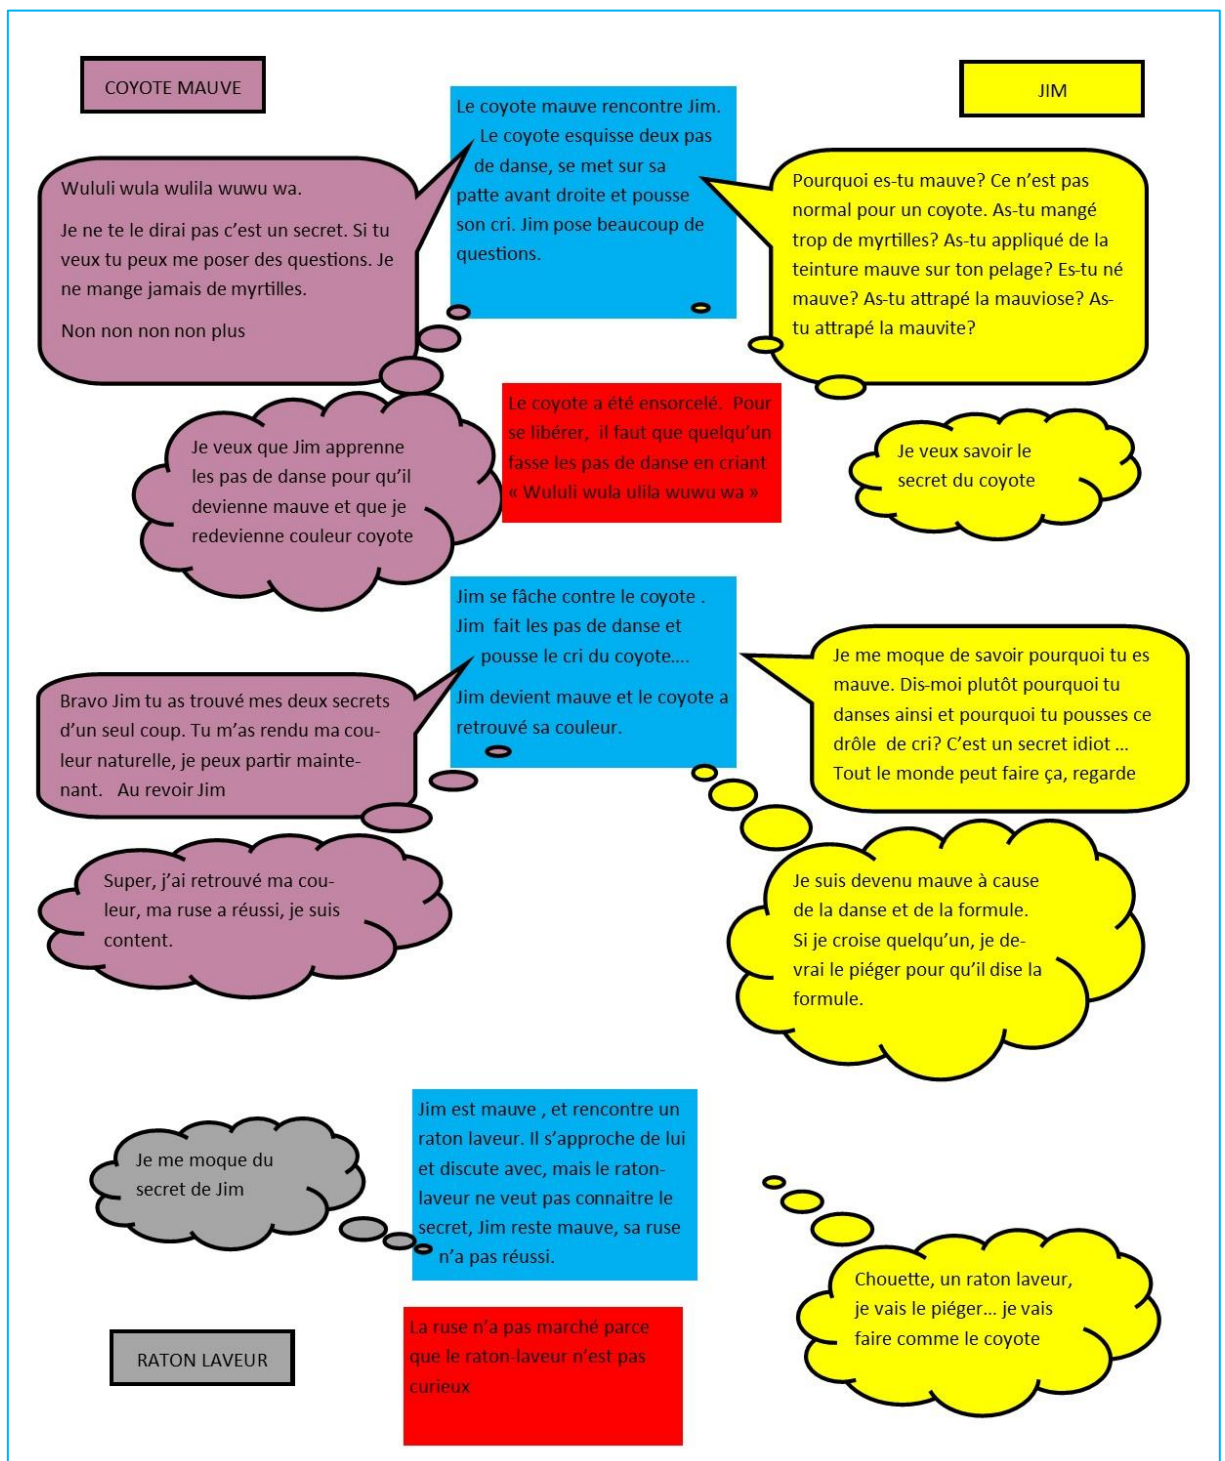 COYOTE MAUVE
JIM
Le coyote mauve rencontre Jim.
Le coyote esquisse deux pas
de danse, se met sur sa
patte avant droite et pousse
son cri. Jim pose beaucoup de
questions.
Wululi wula wulila wuwu wa.
Je ne te le dirai pas c’est un secret. Si tu
veux tu peux me poser des questions. Je
ne mange jamais de myrtilles.
Non non non non plus
Pourquoi es-tu mauve? Ce n’est pas
normal pour un coyote. As-tu mangé
trop de myrtilles? As-tu appliqué de la
teinture mauve sur ton pelage? Es-tu né
mauve? As-tu attrapé la mauviose? As-
tu attrapé la mauvite?
Je veux que Jim apprenne
les pas de danse pour qu’il
devienne mauve et que je
redevienne couleur coyote
Le coyote a été ensorcelé. Pour
se libérer, il faut que quelqu’un
fasse les pas de danse en criant
« Wululi wula ulila wuwu wa »
Je veux savoir le
secret du coyote
Jim se fâche contre le coyote .
Jim fait les pas de danse et
pousse le cri du coyote....
Jim devient mauve et le coyote a
retrouvé sa couleur.
Je me moque de savoir pourquoi tu es
mauve. Dis-moi plutôt pourquoi tu
danses ainsi et pourquoi tu pousses ce
drôle de cri? C’est un secret idiot ...
Tout le monde peut faire ça, regarde
Bravo Jim tu as trouvé mes deux secrets
d’un seul coup. Tu m’as rendu ma cou-
leur naturelle, je peux partir mainte-
nant. Au revoir Jim
Super, j’ai retrouvé ma cou-
leur, ma ruse a réussi, je suis
content.
Je suis devenu mauve à cause
de la danse et de la formule.
Si je croise quelqu’un, je de-
vrai le piéger pour qu’il dise la
formule.
Je me moque du
secret de Jim
Jim est mauve , et rencontre un
raton laveur. Il s’approche de lui
et discute avec, mais le raton-
laveur ne veut pas connaitre le
secret, Jim reste mauve, sa ruse
n’a pas réussi.
Chouette, un raton laveur,
je vais le piéger... je vais
faire comme le coyote
RATON LAVEUR
La ruse n’a pas marché parce
que le raton-laveur n’est pas
curieux